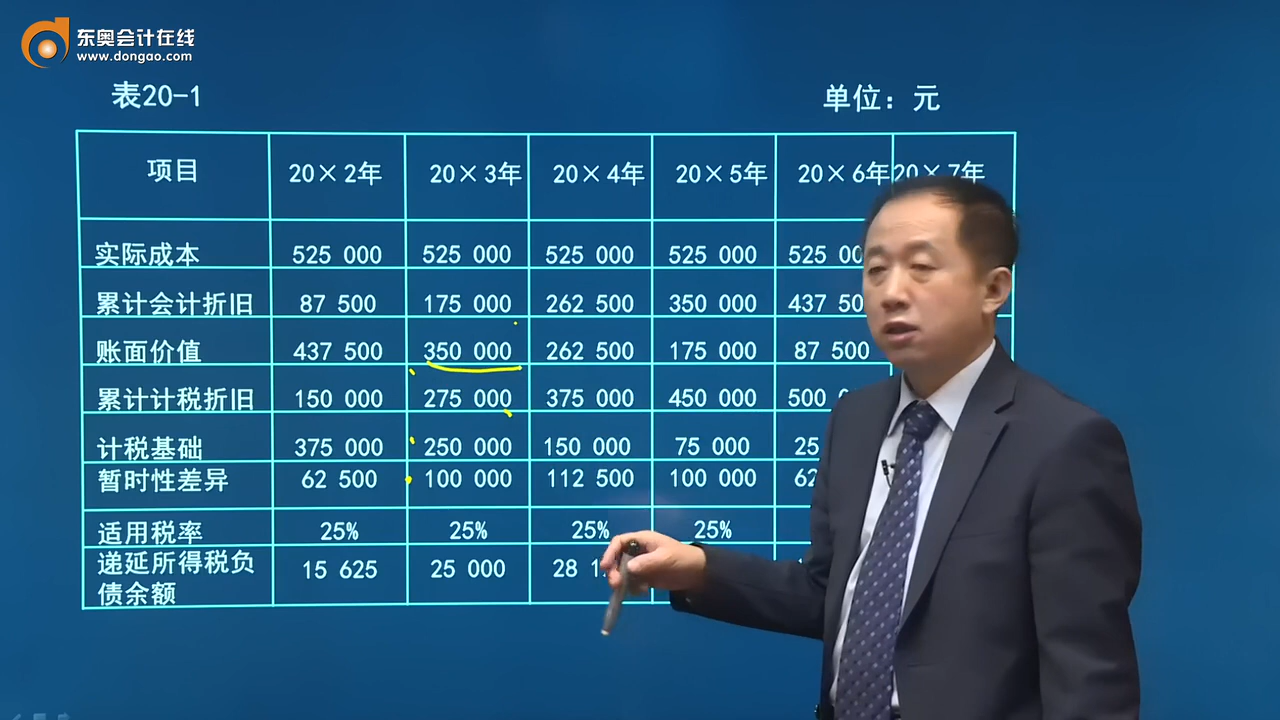 东奥会计在线
www.dongao.com
表20-1
单位：元
项目 20×2年 20×3年 20×4年 20×5年 20×6年 20×7年
实际成本 525 000 525 000 525 000 525 000
累计会计折旧 87 500 175 000 262 500 350 000
账面价值 437 500 350 000 262 500 175 000 87 500
累计计税折旧 150 000 275 000 375 000 450 000
计税基础 375 000 250 000 150 000 75 000
暂时性差异 62 500 100 000 112 500 100 000
适用税率 25% 25% 25% 25%
递延所得税负 15 625 25 000
债余额